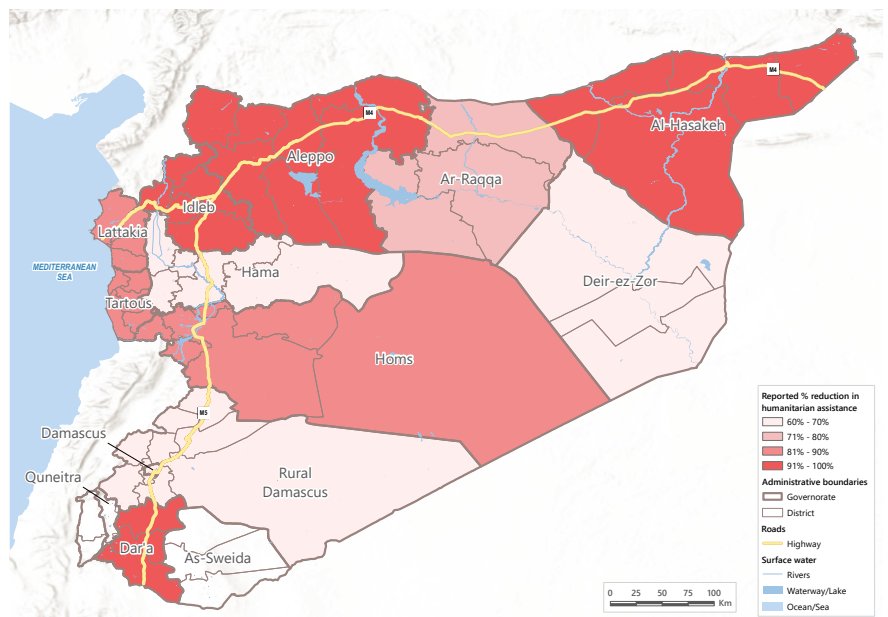 M4
Al-Hasakeh
M4
Aleppo
Ar-Raqqa
Idleb
Lattakia
MEDITERRANEAN
SEA
Hama
Deir-ez-Zor
Tartous
Homs
M5
Damascus
Quneitra
Rural
Damascus
Dar'a
As-Sweida
Reported % reduction in
humanitarian assistance
60% - 70%
71% - 80%
81% - 90%
91% - 100%
Administrative boundaries
Governorate
District
Roads
Highway
Surface water
Rivers
Waterway/Lake
Ocean/Sea
0 25 50 75 100
Km